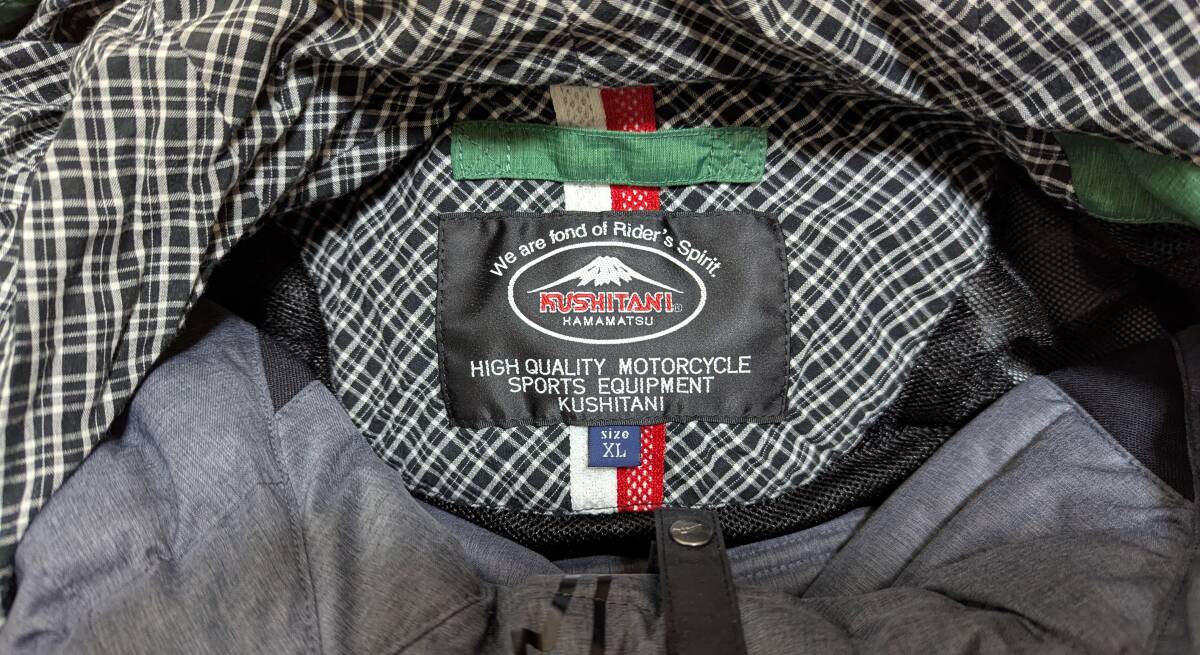 We are fond of Rider's Spirit.
KUSHITANI®
HAMAMATSU
HIGH QUALITY MOTORCYCLE
SPORTS EQUIPMENT
KUSHITANI
size
XL